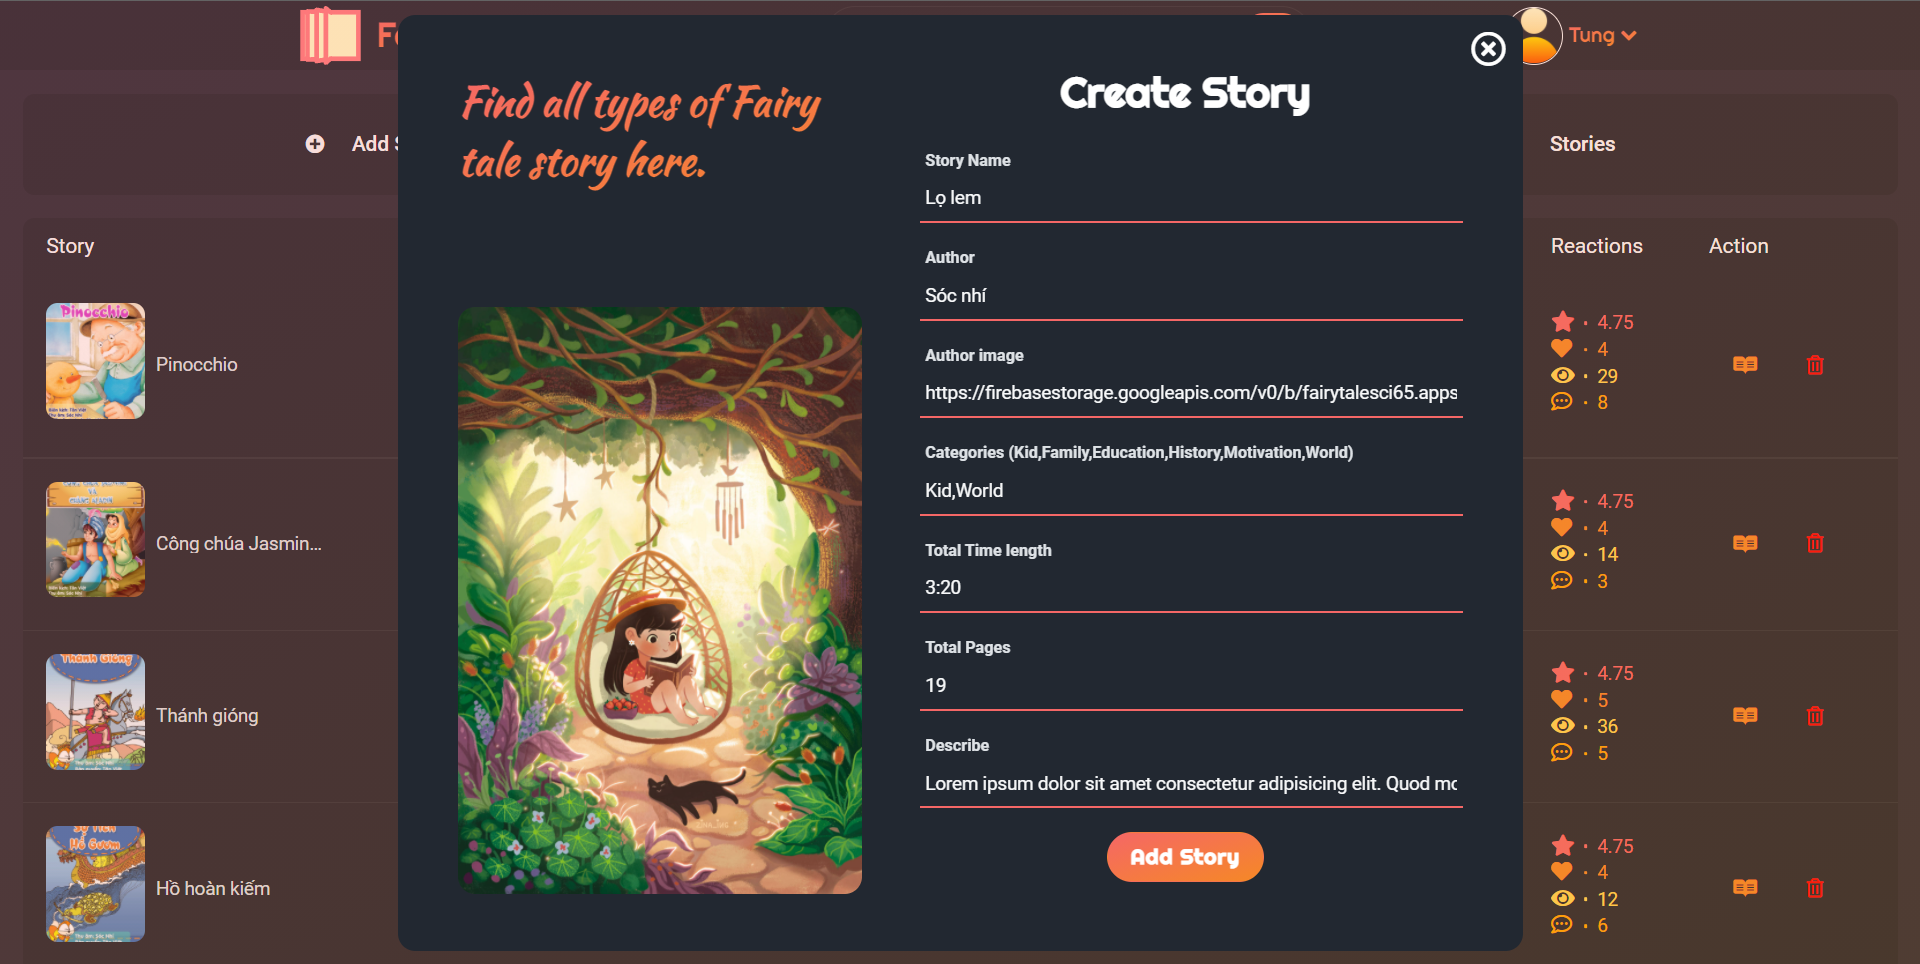 Tung
Add
Stories
Story
Reactions
Action
Pinocchio
Pinocchio
4.75
4
29
8
Công chúa Jasmin...
4.75
4
14
3
Thánh gióng
Thánh gióng
4.75
5
36
5
Sự Tích
Hồ Gươm
Hồ hoàn kiếm
4.75
4
12
6
Find all types of Fairy
tale story here.
Create Story
Story Name
Lọ lem
Author
Sóc nhí
Author image
https://firebasestorage.googleapis.com/v0/b/fairytalesci65.apps
Categories (Kid,Family,Education,History,Motivation,World)
Kid,World
Total Time length
3:20
Total Pages
19
Describe
Lorem ipsum dolor sit amet consectetur adipisicing elit. Quod
Add Story